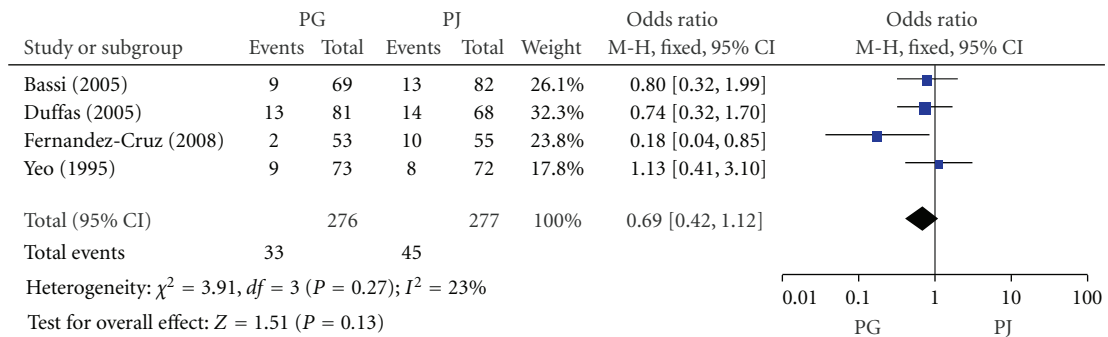 PG PJ Odds ratio Odds ratio
Study or subgroup Events Total Events Total Weight M-H, fixed, 95% CI M-H, fixed, 95% CI
Bassi (2005) 9 69 13 82 26.1% 0.80 [0.32, 1.99]
Duffas (2005) 13 81 14 68 32.3% 0.74 [0.32, 1.70]
Fernandez-Cruz (2008) 2 53 10 55 23.8% 0.18 [0.04, 0.85]
Yeo (1995) 9 73 8 72 17.8% 1.13 [0.41, 3.10]
Total (95% CI) 276 277 100% 0.69 [0.42, 1.12]
Total events 33 45
Heterogeneity: χ² = 3.91, df = 3 (P = 0.27); I² = 23%
Test for overall effect: Z = 1.51 (P = 0.13)
0.01 0.1 1 10 100
PG PJ